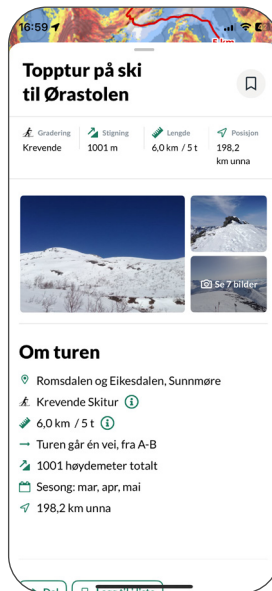 16:59
5 km
Topptur på ski
til Ørastolen
Gradering
Krevende
Stigning
1001 m
Lengde
6,0 km / 5 t
Posisjon
198,2
km unna
Se 7 bilder
Om turen
Romsdalen og Eikesdalen, Sunnmøre
Krevende Skitur
6,0 km / 5 t
Turen går én vei, fra A-B
1001 høydemeter totalt
Sesong: mar, apr, mai
198,2 km unna